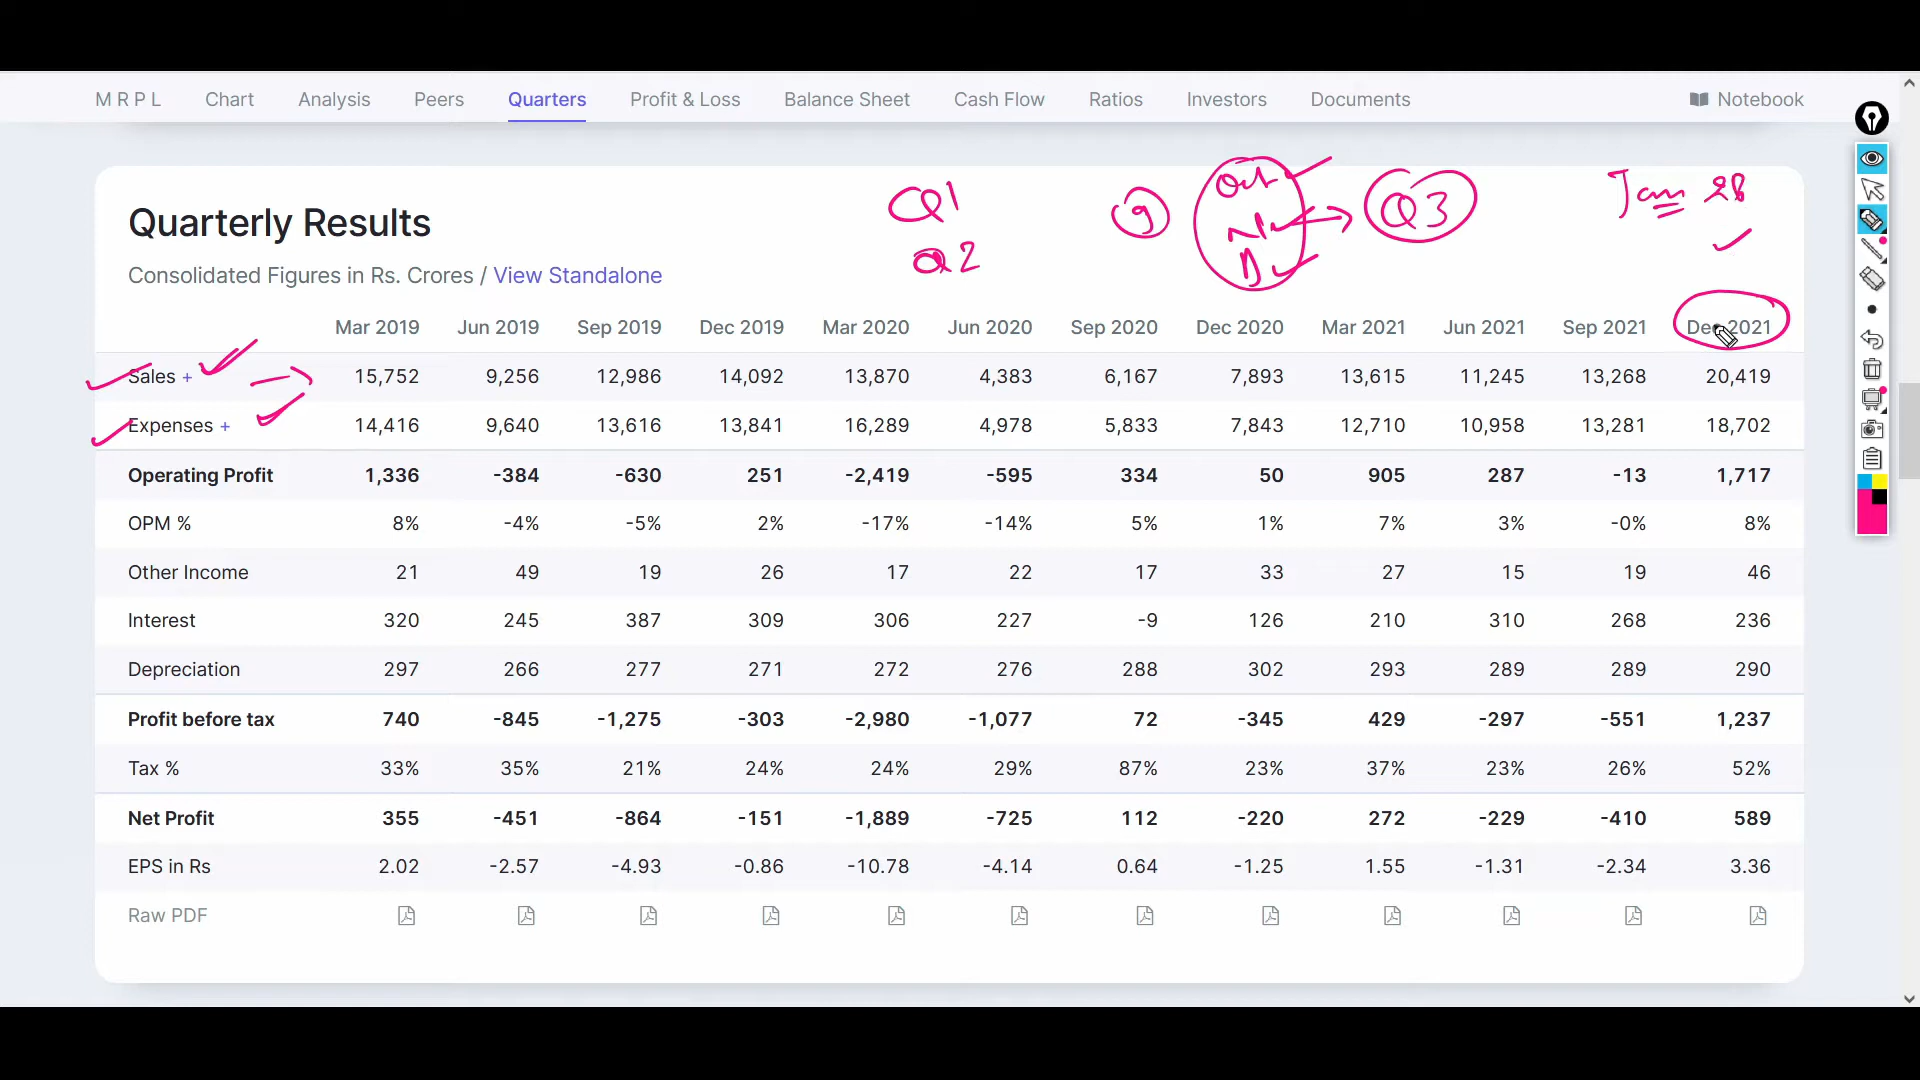 M R P L Chart Analysis Peers Quarters Profit & Loss Balance Sheet Cash Flow Ratios Investors Documents Notebook
Quarterly Results
Consolidated Figures in Rs. Crores / View Standalone
Q1
Q2
9
Oct
N
D
Q3
Jan 28
Mar 2019 Jun 2019 Sep 2019 Dec 2019 Mar 2020 Jun 2020 Sep 2020 Dec 2020 Mar 2021 Jun 2021 Sep 2021 Dec 2021
Sales + 15,752 9,256 12,986 14,092 13,870 4,383 6,167 7,893 13,615 11,245 13,268 20,419
Expenses + 14,416 9,640 13,616 13,841 16,289 4,978 5,833 7,843 12,710 10,958 13,281 18,702
Operating Profit 1,336 -384 -630 251 -2,419 -595 334 50 905 287 -13 1,717
OPM % 8% -4% -5% 2% -17% -14% 5% 1% 7% 3% -0% 8%
Other Income 21 49 19 26 17 22 17 33 27 15 19 46
Interest 320 245 387 309 306 227 -9 126 210 310 268 236
Depreciation 297 266 277 271 272 276 288 302 293 289 289 290
Profit before tax 740 -845 -1,275 -303 -2,980 -1,077 72 -345 429 -297 -551 1,237
Tax % 33% 35% 21% 24% 24% 29% 87% 23% 37% 23% 26% 52%
Net Profit 355 -451 -864 -151 -1,889 -725 112 -220 272 -229 -410 589
EPS in Rs 2.02 -2.57 -4.93 -0.86 -10.78 -4.14 0.64 -1.25 1.55 -1.31 -2.34 3.36
Raw PDF